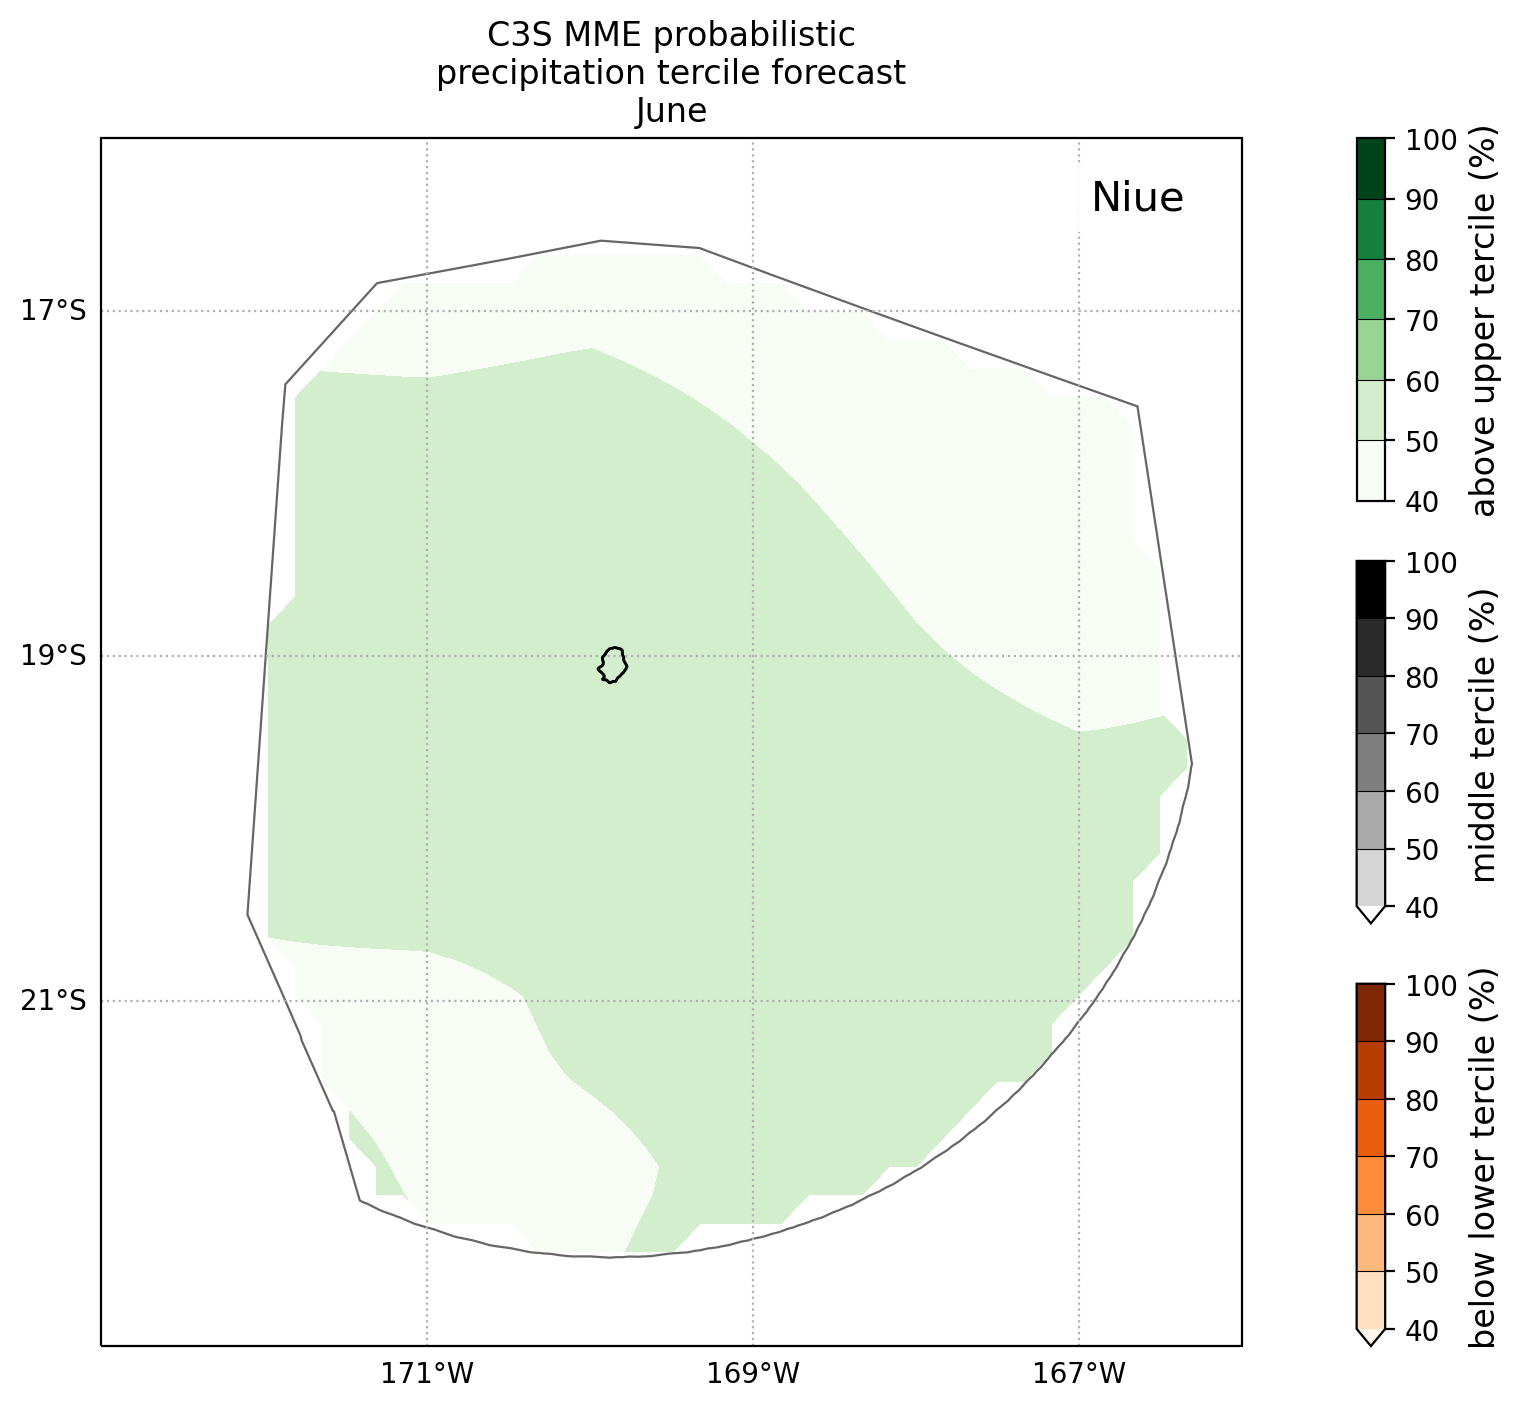 C3S MME probabilistic
precipitation tercile forecast
June
Niue
17°S
19°S
21°S
171°W
169°W
167°W
100
90
80
70
60
50
40
above upper tercile (%)
100
90
80
70
60
50
40
middle tercile (%)
100
90
80
70
60
50
40
below lower tercile (%)